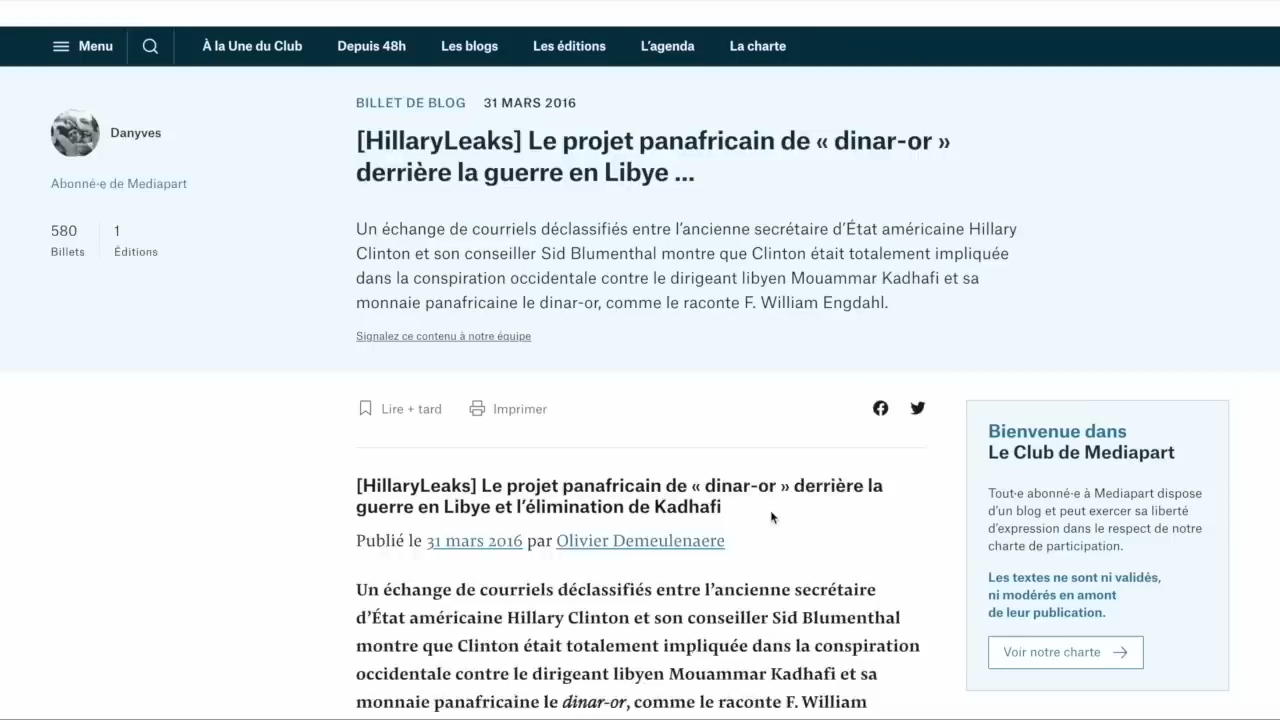 Menu
À la Une du Club
Depuis 48h
Les blogs
Les éditions
L'agenda
La charte
Danyves
Abonné·e de Mediapart
580
Billets
1
Éditions
BILLET DE BLOG 31 MARS 2016
[HillaryLeaks] Le projet panafricain de « dinar-or »
derrière la guerre en Libye ...
Un échange de courriels déclassifiés entre l'ancienne secrétaire d'État américaine Hillary
Clinton et son conseiller Sid Blumenthal montre que Clinton était totalement impliquée
dans la conspiration occidentale contre le dirigeant libyen Mouammar Kadhafi et sa
monnaie panafricaine le dinar-or, comme le raconte F. William Engdahl.
Signalez ce contenu à notre équipe
Lire + tard
Imprimer
[HillaryLeaks] Le projet panafricain de « dinar-or » derrière la
guerre en Libye et l'élimination de Kadhafi
Publié le 31 mars 2016 par Olivier Demeulenaere
Un échange de courriels déclassifiés entre l'ancienne secrétaire
d'État américaine Hillary Clinton et son conseiller Sid Blumenthal
montre que Clinton était totalement impliquée dans la conspiration
occidentale contre le dirigeant libyen Mouammar Kadhafi et sa
monnaie panafricaine le dinar-or, comme le raconte F. William
Bienvenue dans
Le Club de Mediapart
Tout·e abonné·e à Mediapart dispose
d'un blog et peut exercer sa liberté
d'expression dans le respect de notre
charte de participation.
Les textes ne sont ni validés,
ni modérés en amont
de leur publication.
Voir notre charte